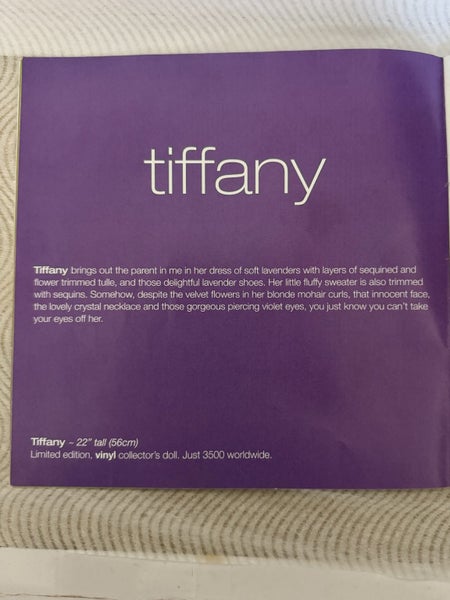 tiffany
Tiffany brings out the parent in me in her dress of soft lavenders with layers of sequined and
flower trimmed tulle, and those delightful lavender shoes. Her little fluffy sweater is also trimmed
with sequins. Somehow, despite the velvet flowers in her blonde mohair curls, that innocent face,
the lovely crystal necklace and those gorgeous piercing violet eyes, you just know you can't take
your eyes off her.
Tiffany ~ 22" tall (56cm)
Limited edition, vinyl collector's doll. Just 3500 worldwide.